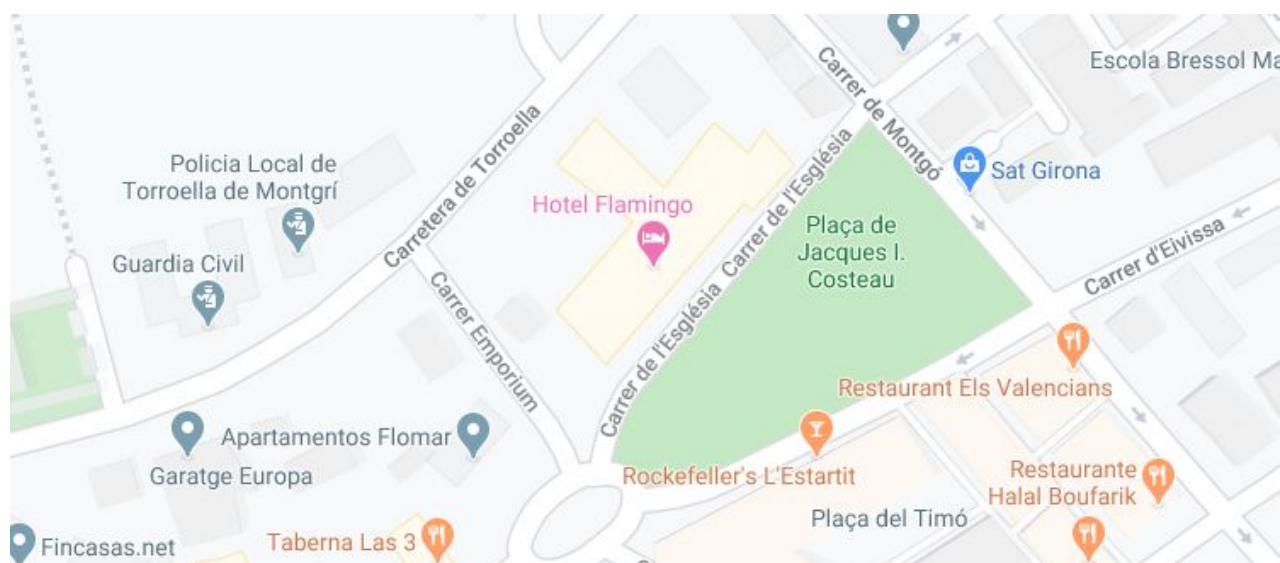 Escola Bressol Ma
Carrer de Montgó
Policia Local de
Torroella de Montgrí
Carretera de Torroella
Sat Girona
Hotel Flamingo
Carrer de l'Església
Carrer de l'Església
Plaça de
Jacques I.
Costeau
Carrer d'Eivissa
Guardia Civil
Carrer Emporium
Restaurant Els Valencians
Apartamentos Flomar
Garatge Europa
Rockefeller's L'Estartit
Restaurante
Halal Boufarik
Plaça del Timó
Taberna Las 3
Fincasas.net